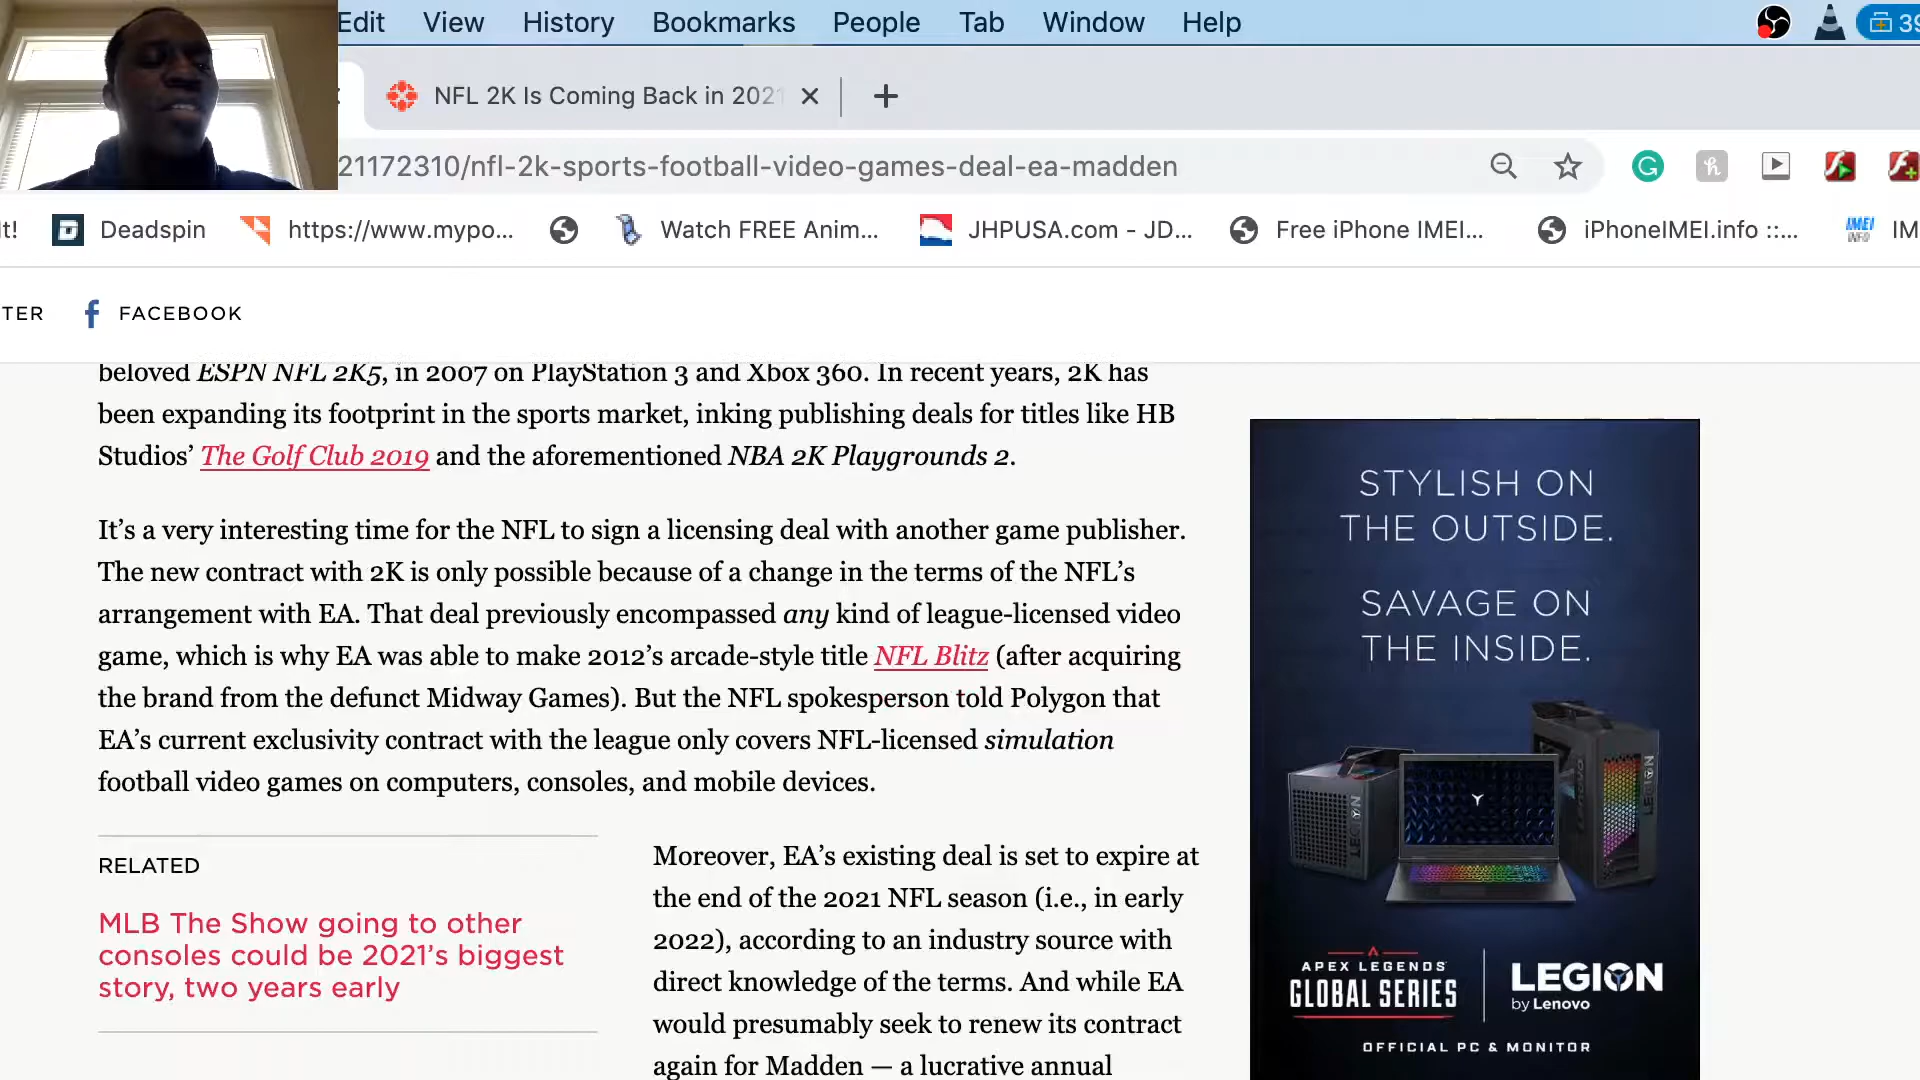 Edit View History Bookmarks People Tab Window Help
39
NFL 2K Is Coming Back in 2021
21172310/nfl-2k-sports-football-video-games-deal-ea-madden
t! Deadspin https://www.mypo... Watch FREE Anim... JHPUSA.com - JD... Free iPhone IMEI... iPhoneIMEI.info ::... IMEI INFO IM
TER FACEBOOK
beloved ESPN NFL 2K5, in 2007 on PlayStation 3 and Xbox 360. In recent years, 2K has
been expanding its footprint in the sports market, inking publishing deals for titles like HB
Studios’ The Golf Club 2019 and the aforementioned NBA 2K Playgrounds 2.
It’s a very interesting time for the NFL to sign a licensing deal with another game publisher.
The new contract with 2K is only possible because of a change in the terms of the NFL’s
arrangement with EA. That deal previously encompassed any kind of league-licensed video
game, which is why EA was able to make 2012’s arcade-style title NFL Blitz (after acquiring
the brand from the defunct Midway Games). But the NFL spokesperson told Polygon that
EA’s current exclusivity contract with the league only covers NFL-licensed simulation
football video games on computers, consoles, and mobile devices.
RELATED
MLB The Show going to other
consoles could be 2021’s biggest
story, two years early
Moreover, EA’s existing deal is set to expire at
the end of the 2021 NFL season (i.e., in early
2022), according to an industry source with
direct knowledge of the terms. And while EA
would presumably seek to renew its contract
again for Madden — a lucrative annual
STYLISH ON
THE OUTSIDE.
SAVAGE ON
THE INSIDE.
LEGION
LEGION
APEX LEGENDS
GLOBAL SERIES
LEGION
by Lenovo
OFFICIAL PC & MONITOR